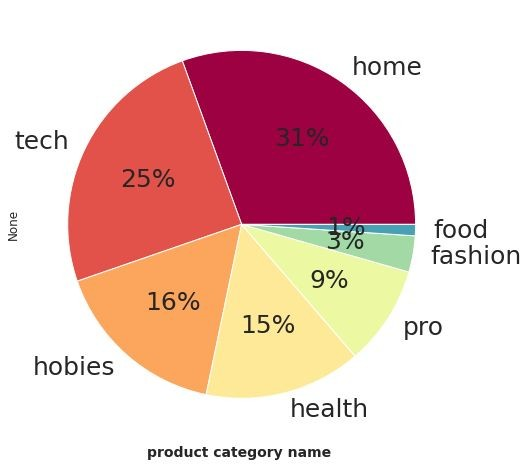 home
31%
tech
25%
1%
food
3%
fashion
None
9%
16%
15%
pro
hobies
health
product category name